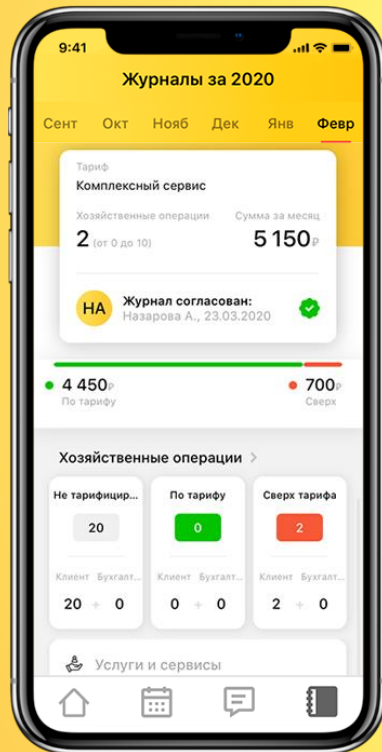 9:41
Журналы за 2020
Сент Окт Нояб Дек Янв Февр
Тариф
Комплексный сервис
Хозяйственные операции Сумма за месяц
2 (от 0 до 10) 5 150 ₽
НА Журнал согласован:
Назарова А., 23.03.2020
4 450 ₽ 700 ₽
По тарифу Сверх
Хозяйственные операции >
Не тарифицир... По тарифу Сверх тарифа
20 0 2
Клиент Бухгалт... Клиент Бухгалт... Клиент Бухгалт...
20 + 0 0 + 0 2 + 0
Услуги и сервисы